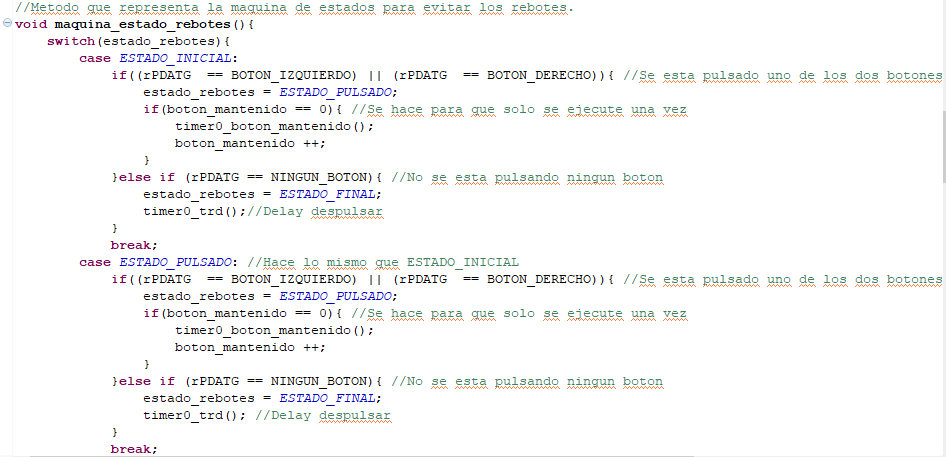 //Metodo que representa la maquina de estados para evitar los rebotes.
void maquina_estado_rebotes(){
switch(estado_rebotes){
case ESTADO_INICIAL:
if((rPDATG == BOTON_IZQUIERDO) || (rPDATG == BOTON_DERECHO)){ //Se esta pulsado uno de los dos botones
estado_rebotes = ESTADO_PULSADO;
if(boton_mantenido == 0){ //Se hace para que solo se ejecute una vez
timer0_boton_mantenido();
boton_mantenido ++;
}
}else if (rPDATG == NINGUN_BOTON){ //No se esta pulsando ningun boton
estado_rebotes = ESTADO_FINAL;
timer0_trd();//Delay despulsar
}
break;
case ESTADO_PULSADO: //Hace lo mismo que ESTADO_INICIAL
if((rPDATG == BOTON_IZQUIERDO) || (rPDATG == BOTON_DERECHO)){ //Se esta pulsado uno de los dos botones
estado_rebotes = ESTADO_PULSADO;
if(boton_mantenido == 0){ //Se hace para que solo se ejecute una vez
timer0_boton_mantenido();
boton_mantenido ++;
}
}else if (rPDATG == NINGUN_BOTON){ //No se esta pulsando ningun boton
estado_rebotes = ESTADO_FINAL;
timer0_trd(); //Delay despulsar
}
break;